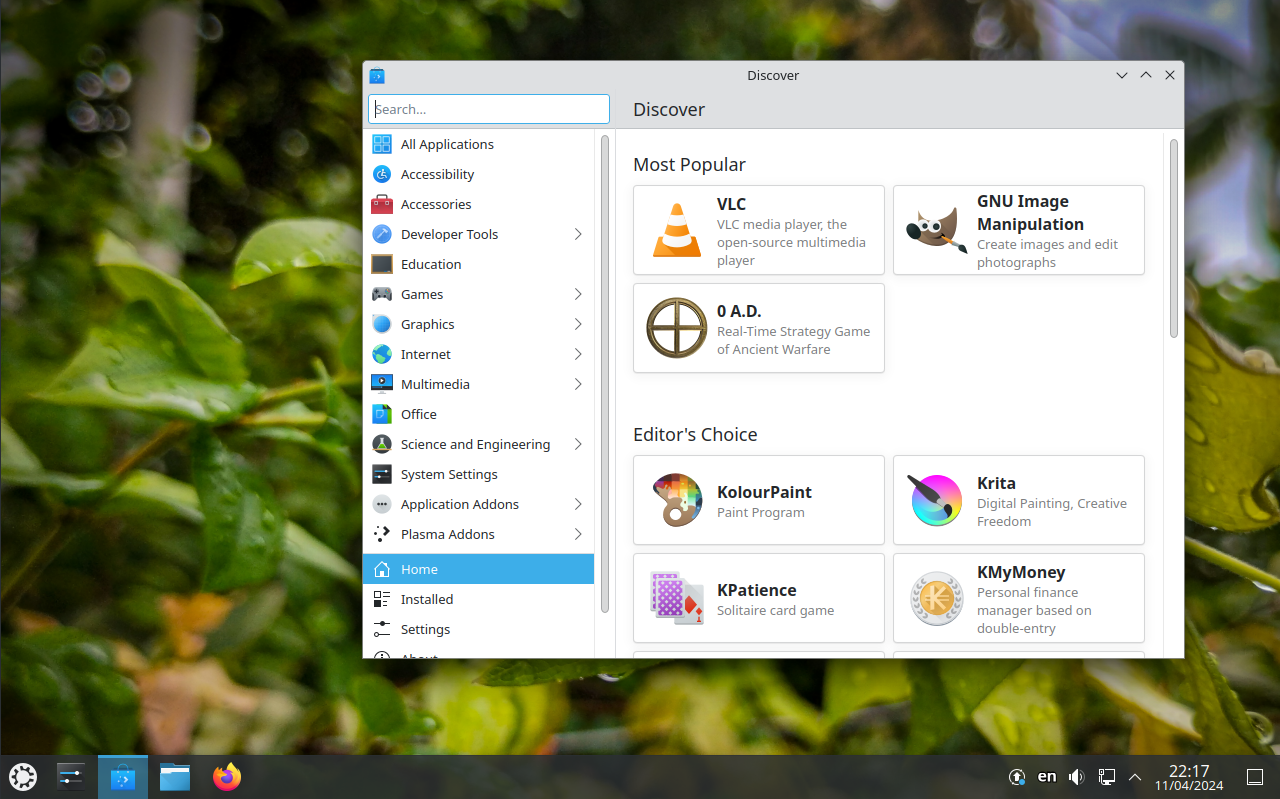 Discover
Search...
Discover
All Applications
Accessibility
Accessories
Developer Tools
Education
Games
Graphics
Internet
Multimedia
Office
Science and Engineering
System Settings
Application Addons
Plasma Addons
Home
Installed
Settings
About
Most Popular
VLC
VLC media player, the
open-source multimedia
player
GNU Image
Manipulation
Create images and edit
photographs
0 A.D.
Real-Time Strategy Game
of Ancient Warfare
Editor's Choice
KolourPaint
Paint Program
Krita
Digital Painting, Creative
Freedom
KPatience
Solitaire card game
KMyMoney
Personal finance
manager based on
double-entry
en
22:17
11/04/2024